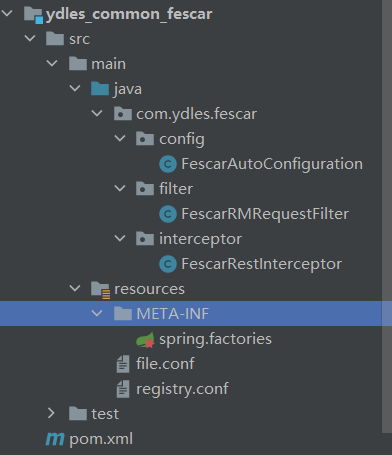 ydles_common_fescar
src
main
java
com.ydles.fescar
config
FescarAutoConfiguration
filter
FescarRMRequestFilter
interceptor
FescarRestInterceptor
resources
META-INF
spring.factories
file.conf
registry.conf
test
pom.xml